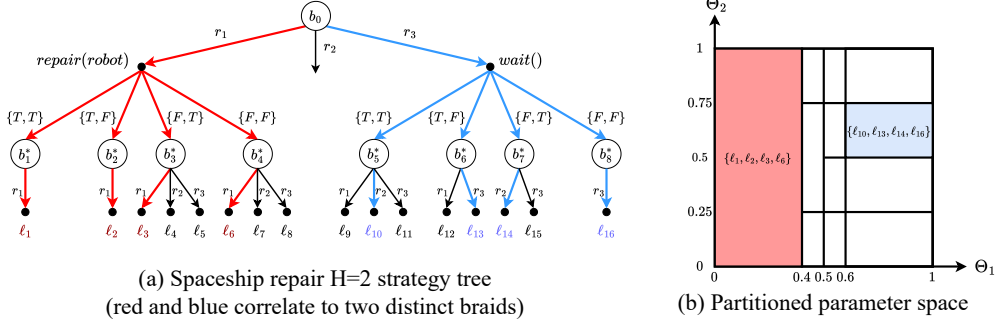 b₀
r₁
r₂
r₃
repair(robot)
wait()
{T,T} {T,F} {F,T} {F,F}
{T,T} {T,F} {F,T} {F,F}
b₁* b₂* b₃* b₄* b₅* b₆* b₇* b₈*
r₁ r₁ r₁ r₂ r₃ r₁ r₂ r₃ r₁ r₂ r₃ r₁ r₃ r₂ r₃ r₃
ℓ₁ ℓ₂ ℓ₃ ℓ₄ ℓ₅ ℓ₆ ℓ₇ ℓ₈ ℓ₉ ℓ₁₀ ℓ₁₁ ℓ₁₂ ℓ₁₃ ℓ₁₄ ℓ₁₅ ℓ₁₆
(a) Spaceship repair H=2 strategy tree
(red and blue correlate to two distinct braids)
Θ₂
1
0.75
0.5
0.25
0
{ℓ₁,ℓ₂,ℓ₃,ℓ₆}
{ℓ₁₀,ℓ₁₃,ℓ₁₄,ℓ₁₆}
0 0.4 0.5 0.6 1
Θ₁
(b) Partitioned parameter space